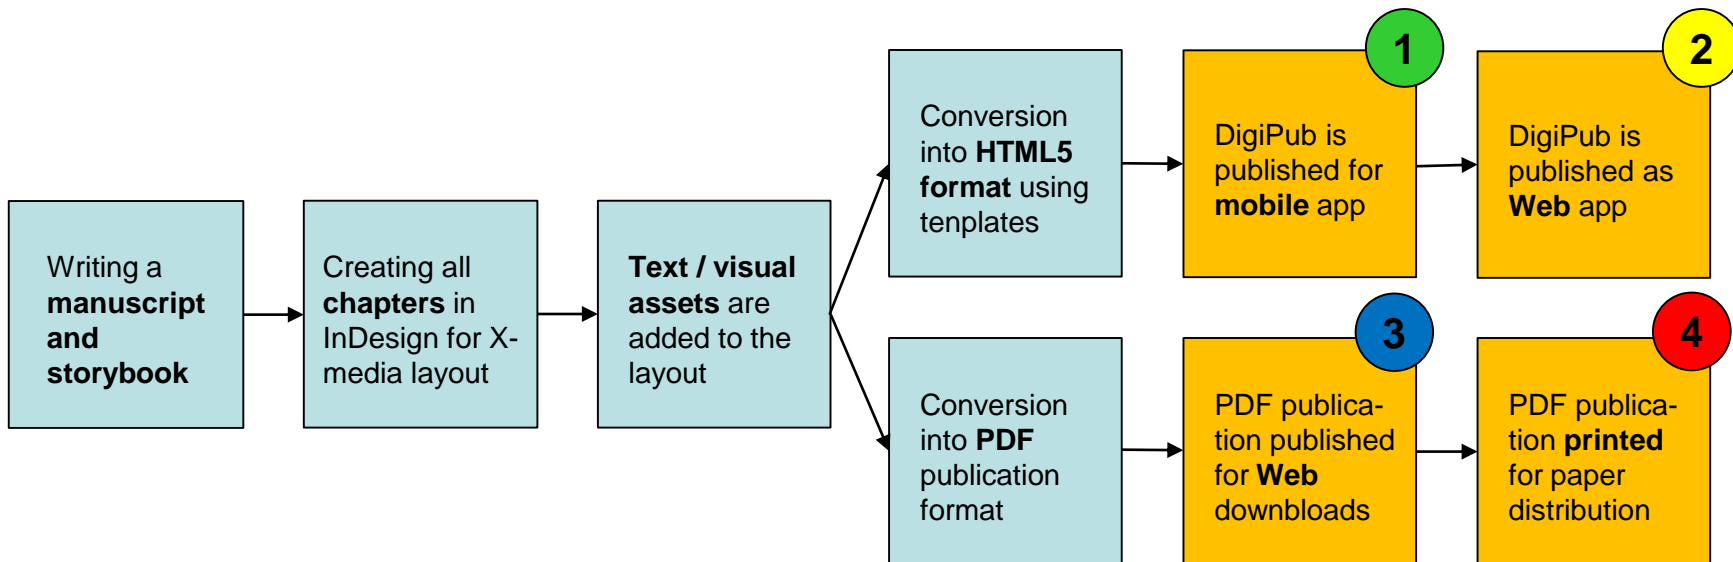 Writing a
manuscript
and
storybook
Creating all
chapters in
InDesign for X-
media layout
Text / visual
assets are
added to the
layout
Conversion
into HTML5
format using
tenplates
1
DigiPub is
published for
mobile app
2
DigiPub is
published as
Web app
Conversion
into PDF
publication
format
3
PDF publica-
tion published
for Web
downbloads
4
PDF publica-
tion printed
for paper
distribution